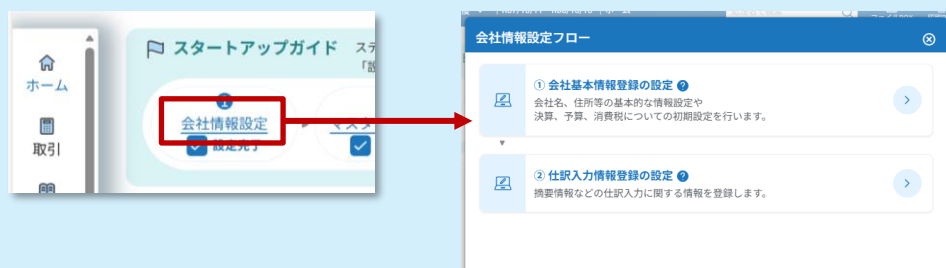 スタートアップガイド
ホーム
会社情報設定
設定完了
取引
会社情報設定フロー
① 会社基本情報登録の設定
会社名、住所等の基本的な情報設定や
決算、予算、消費税についての初期設定を行います。
② 仕訳入力情報登録の設定
摘要情報などの仕訳入力に関する情報を登録します。